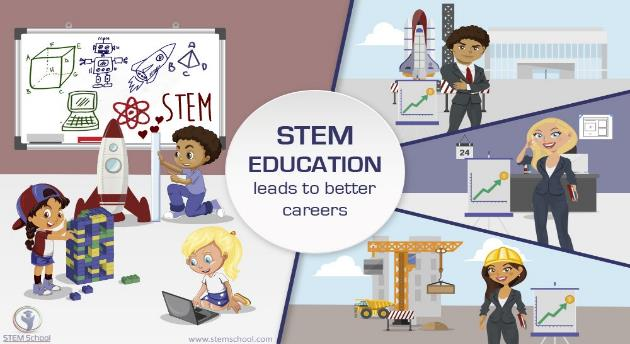 STEM
A
B
C
D
E
F
G
B
A
D
C
STEM
EDUCATION
leads to better
careers
24
STEM School
www.stemschool.com